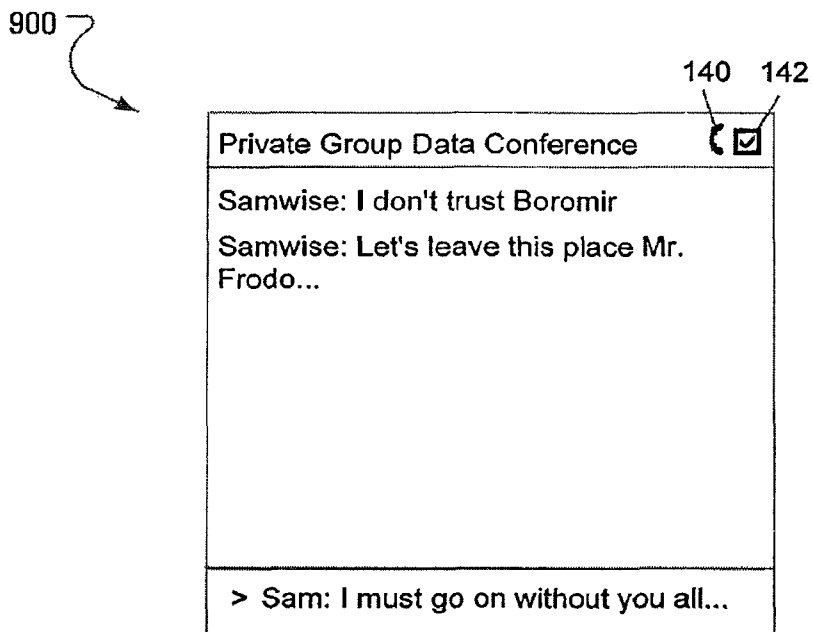 900
140 142
Private Group Data Conference
Samwise: I don't trust Boromir
Samwise: Let's leave this place Mr.
Frodo...
> Sam: I must go on without you all...